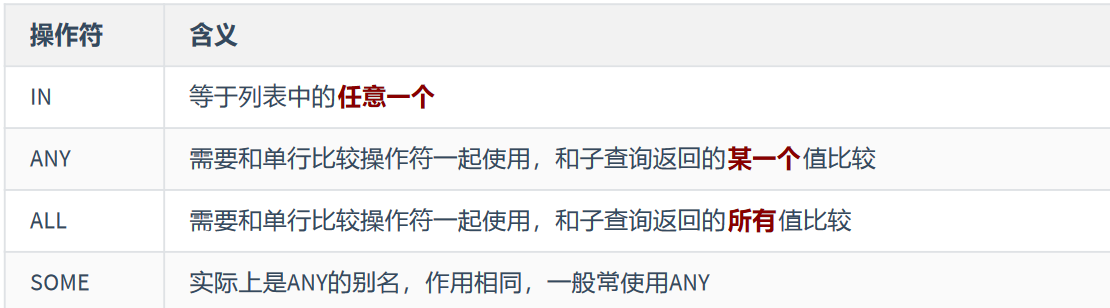 操作符 含义
IN 等于列表中的任意一个
ANY 需要和单行比较操作符一起使用，和子查询返回的某一个值比较
ALL 需要和单行比较操作符一起使用，和子查询返回的所有值比较
SOME 实际上是ANY的别名，作用相同，一般常使用ANY